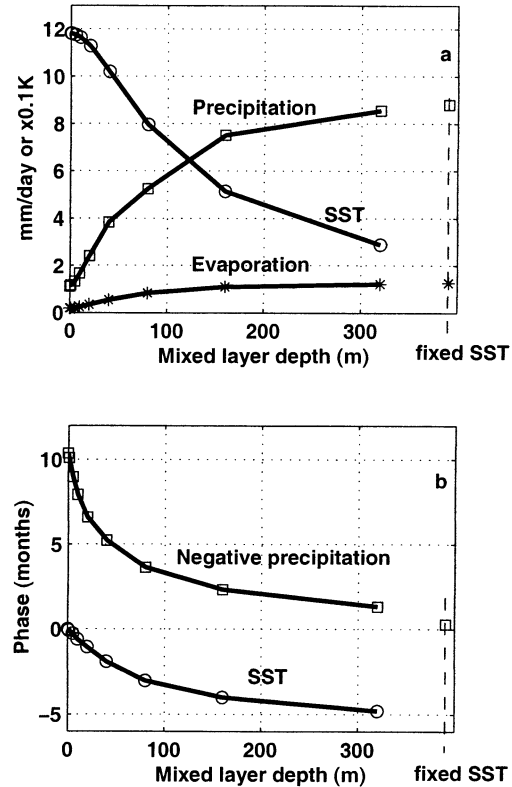 12
10
8
6
4
2
0
mm/day or x0.1K
a
Precipitation
SST
Evaporation
0
100
200
300
Mixed layer depth (m)
fixed SST
10
5
0
−5
Phase (months)
b
Negative precipitation
SST
0
100
200
300
Mixed layer depth (m)
fixed SST